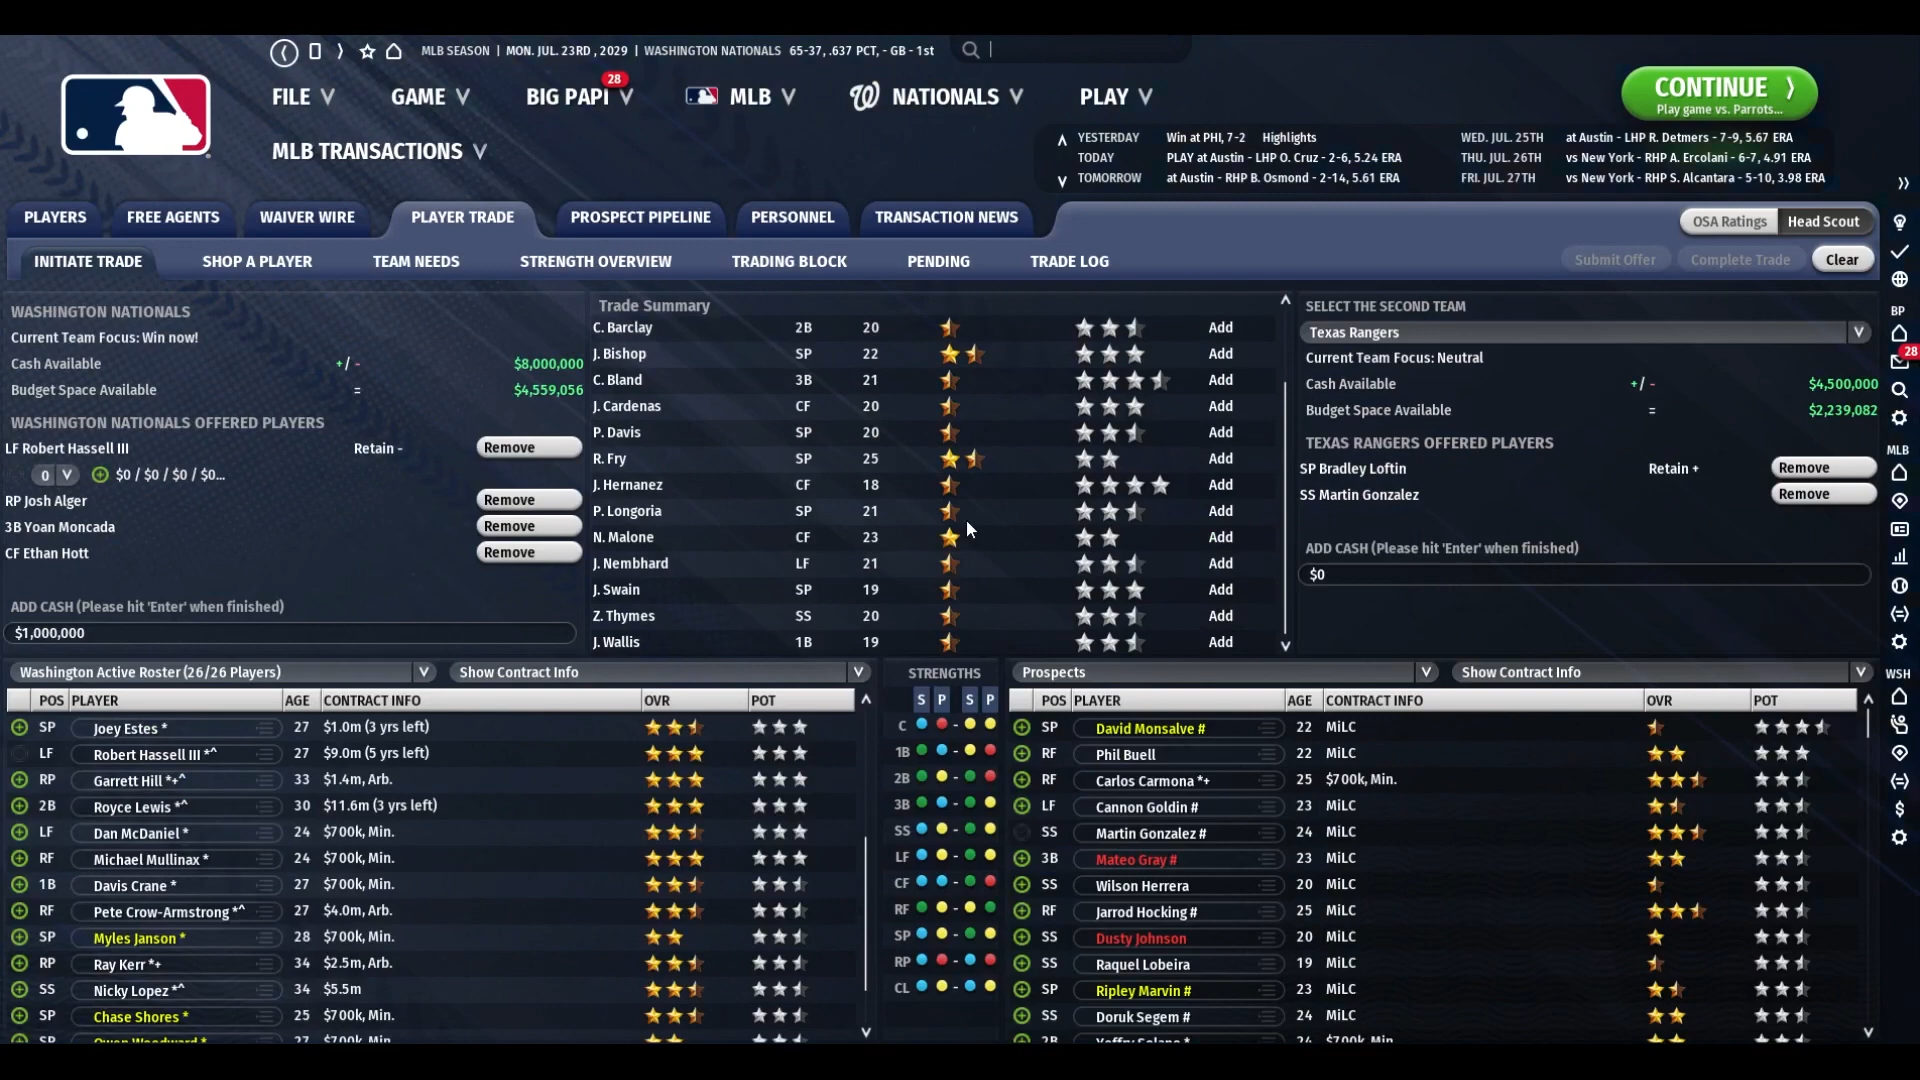 MLB SEASON | MON. JUL. 23RD , 2029 | WASHINGTON NATIONALS 65-37, .637 PCT, - GB - 1st
FILE GAME BIG PAPI 28 MLB NATIONALS PLAY
CONTINUE
Play game vs. Parrots...
MLB TRANSACTIONS
YESTERDAY Win at PHI, 7-2 Highlights WED. JUL. 25TH at Austin - LHP R. Detmers - 7-9, 5.67 ERA
TODAY PLAY at Austin - LHP O. Cruz - 2-6, 5.24 ERA THU. JUL. 26TH vs New York - RHP A. Ercolani - 6-7, 4.91 ERA
TOMORROW at Austin - RHP B. Osmond - 2-14, 5.61 ERA FRI. JUL. 27TH vs New York - RHP S. Alcantara - 5-10, 3.98 ERA
PLAYERS FREE AGENTS WAIVER WIRE PLAYER TRADE PROSPECT PIPELINE PERSONNEL TRANSACTION NEWS OSA Ratings Head Scout
INITIATE TRADE SHOP A PLAYER TEAM NEEDS STRENGTH OVERVIEW TRADING BLOCK PENDING TRADE LOG Submit Offer Complete Trade Clear
WASHINGTON NATIONALS
Current Team Focus: Win now!
Cash Available + / - $8,000,000
Budget Space Available = $4,559,056
WASHINGTON NATIONALS OFFERED PLAYERS
LF Robert Hassell III Retain - Remove
0 $0 / $0 / $0 / $0...
RP Josh Alger Remove
3B Yoan Moncada Remove
CF Ethan Hott Remove
ADD CASH (Please hit 'Enter' when finished)
$1,000,000
Trade Summary
C. Barclay 2B 20 Add
J. Bishop SP 22 Add
C. Bland 3B 21 Add
J. Cardenas CF 20 Add
P. Davis SP 20 Add
R. Fry SP 25 Add
J. Hernanez CF 18 Add
P. Longoria SP 21 Add
N. Malone CF 23 Add
J. Nembhard LF 21 Add
J. Swain SP 19 Add
Z. Thymes SS 20 Add
J. Wallis 1B 19 Add
SELECT THE SECOND TEAM
Texas Rangers
Current Team Focus: Neutral
Cash Available + / - $4,500,000
Budget Space Available = $2,239,082
TEXAS RANGERS OFFERED PLAYERS
SP Bradley Loftin Retain + Remove
SS Martin Gonzalez Remove
ADD CASH (Please hit 'Enter' when finished)
$0
BP
28
MLB
WSH
Washington Active Roster (26/26 Players) Show Contract Info
POS PLAYER AGE CONTRACT INFO OVR POT
SP Joey Estes * 27 $1.0m (3 yrs left)
LF Robert Hassell III *^ 27 $9.0m (5 yrs left)
RP Garrett Hill *+^ 33 $1.4m, Arb.
2B Royce Lewis *^ 30 $11.6m (3 yrs left)
LF Dan McDaniel * 24 $700k, Min.
RF Michael Mullinax * 24 $700k, Min.
1B Davis Crane * 27 $700k, Min.
RF Pete Crow-Armstrong *^ 27 $4.0m, Arb.
SP Myles Janson * 28 $700k, Min.
RP Ray Kerr *+ 34 $2.5m, Arb.
SS Nicky Lopez *^ 34 $5.5m
SP Chase Shores * 25 $700k, Min.
SP Owen Woodward * 27 $700k, Min.
STRENGTHS
S P S P
C -
1B -
2B -
3B -
SS -
LF -
CF -
RF -
SP -
RP -
CL -
Prospects Show Contract Info
POS PLAYER AGE CONTRACT INFO OVR POT
SP David Monsalve # 22 MiLC
RF Phil Buell 22 MiLC
RF Carlos Carmona *+ 25 $700k, Min.
LF Cannon Goldin # 23 MiLC
SS Martin Gonzalez # 24 MiLC
3B Mateo Gray # 23 MiLC
SS Wilson Herrera 20 MiLC
RF Jarrod Hocking # 25 MiLC
SS Dusty Johnson 20 MiLC
SS Raquel Lobeira 19 MiLC
SP Ripley Marvin # 23 MiLC
SS Doruk Segem # 24 MiLC
2B Yeffry Solano * 24 $700k, Min.